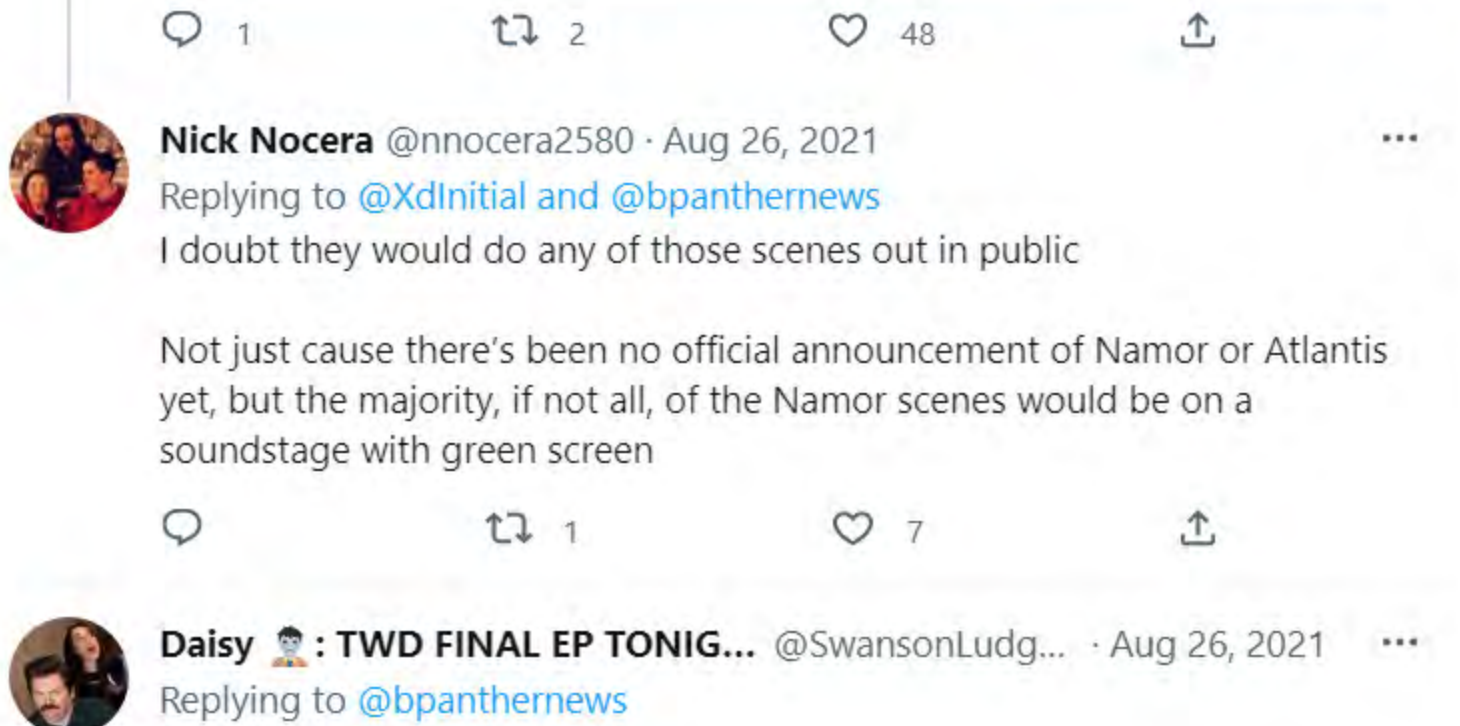 1 2 48
Nick Nocera @nnocera2580 · Aug 26, 2021
Replying to @XdInitial and @bpanthernews
I doubt they would do any of those scenes out in public
Not just cause there's been no official announcement of Namor or Atlantis
yet, but the majority, if not all, of the Namor scenes would be on a
soundstage with green screen
1 7
Daisy 🧟‍♂️: TWD FINAL EP TONIG... @SwansonLudg... · Aug 26, 2021
Replying to @bpanthernews